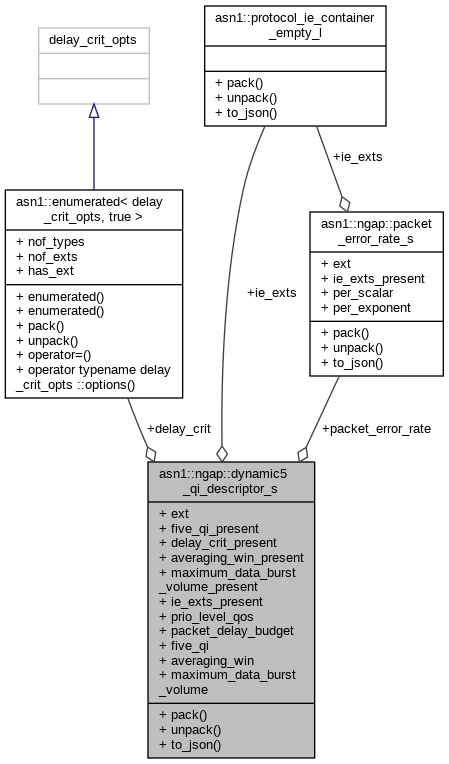 delay_crit_opts
asn1::protocol_ie_container
_empty_l
+ pack()
+ unpack()
+ to_json()
+ie_exts
asn1::enumerated< delay
_crit_opts, true >
+ nof_types
+ nof_exts
+ has_ext
+ enumerated()
+ enumerated()
+ pack()
+ unpack()
+ operator=()
+ operator typename delay
_crit_opts ::options()
+ie_exts
asn1::ngap::packet
_error_rate_s
+ ext
+ ie_exts_present
+ per_scalar
+ per_exponent
+ pack()
+ unpack()
+ to_json()
+delay_crit
+packet_error_rate
asn1::ngap::dynamic5
_qi_descriptor_s
+ ext
+ five_qi_present
+ delay_crit_present
+ averaging_win_present
+ maximum_data_burst
_volume_present
+ ie_exts_present
+ prio_level_qos
+ packet_delay_budget
+ five_qi
+ averaging_win
+ maximum_data_burst
_volume
+ pack()
+ unpack()
+ to_json()